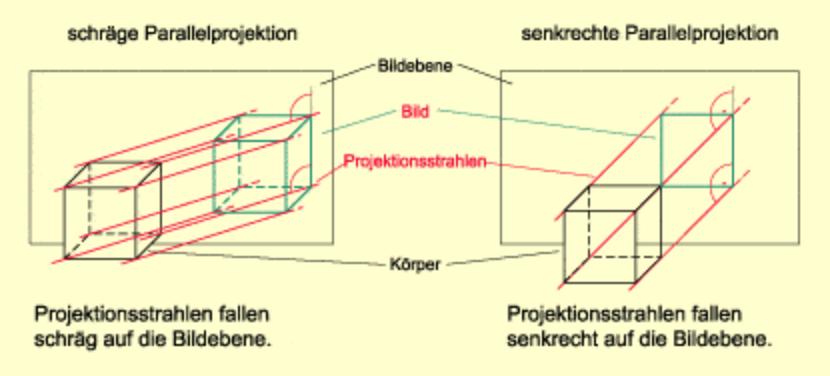 schräge Parallelprojektion
senkrechte Parallelprojektion
Bildebene
Bild
Projektionsstrahlen
Körper
Projektionsstrahlen fallen
schräg auf die Bildebene.
Projektionsstrahlen fallen
senkrecht auf die Bildebene.